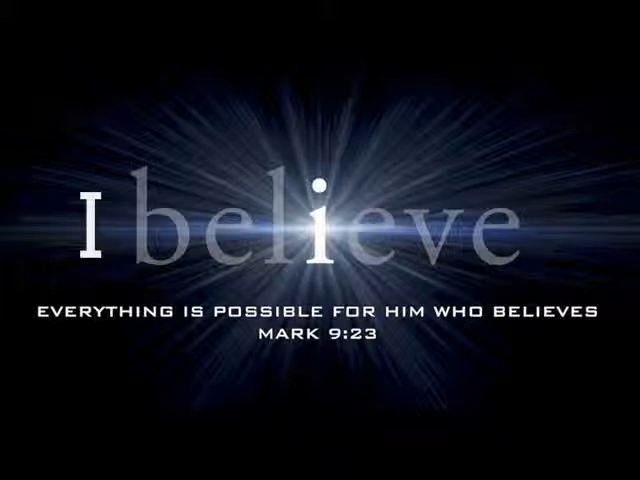 I believe
EVERYTHING IS POSSIBLE FOR HIM WHO BELIEVES
MARK 9:23